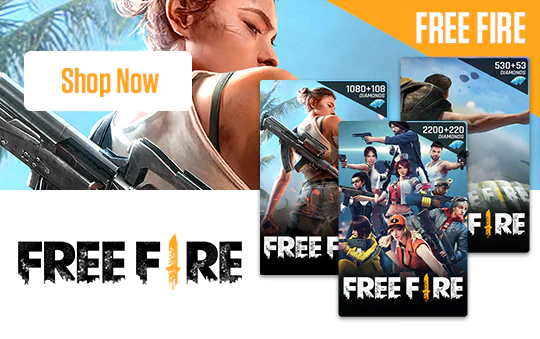 FREE FIRE
Shop Now
530+53
DIAMONDS
1080+108
DIAMONDS
2200+220
DIAMONDS
FREE FIRE
FREE FIRE
FREE FIRE
FREE FIRE